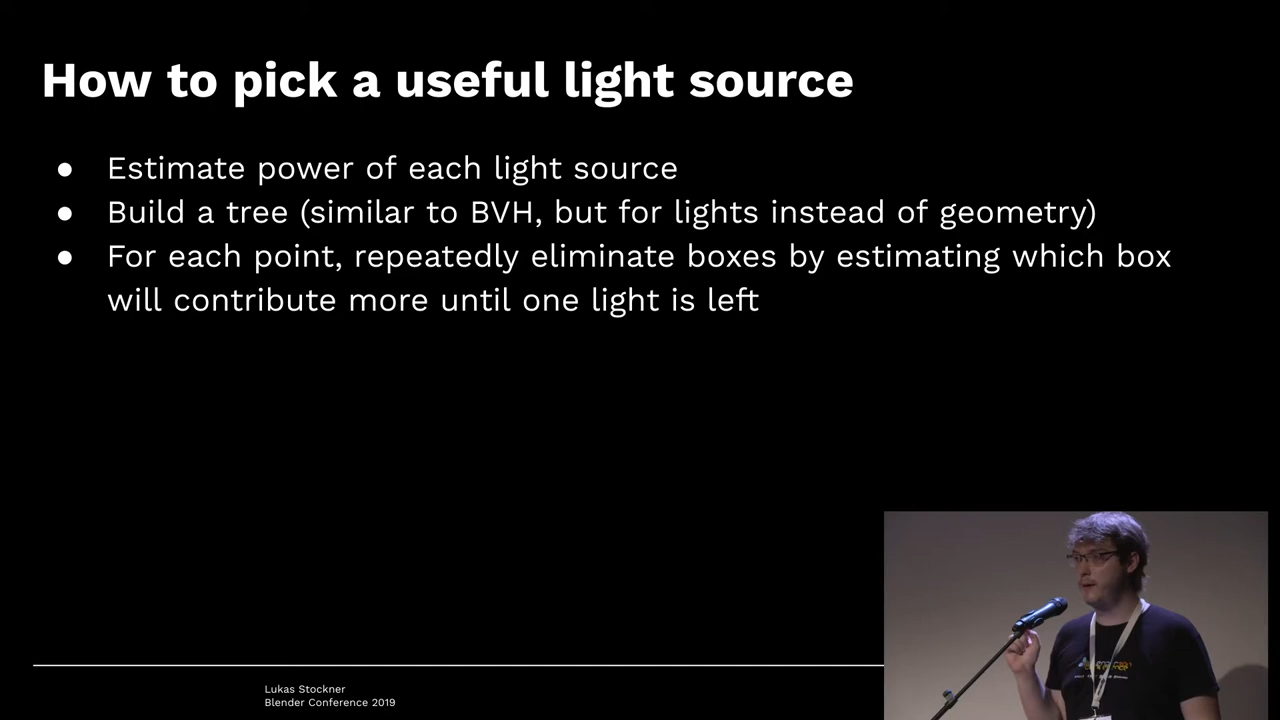 How to pick a useful light source
● Estimate power of each light source
● Build a tree (similar to BVH, but for lights instead of geometry)
● For each point, repeatedly eliminate boxes by estimating which box
will contribute more until one light is left
Lukas Stockner
Blender Conference 2019